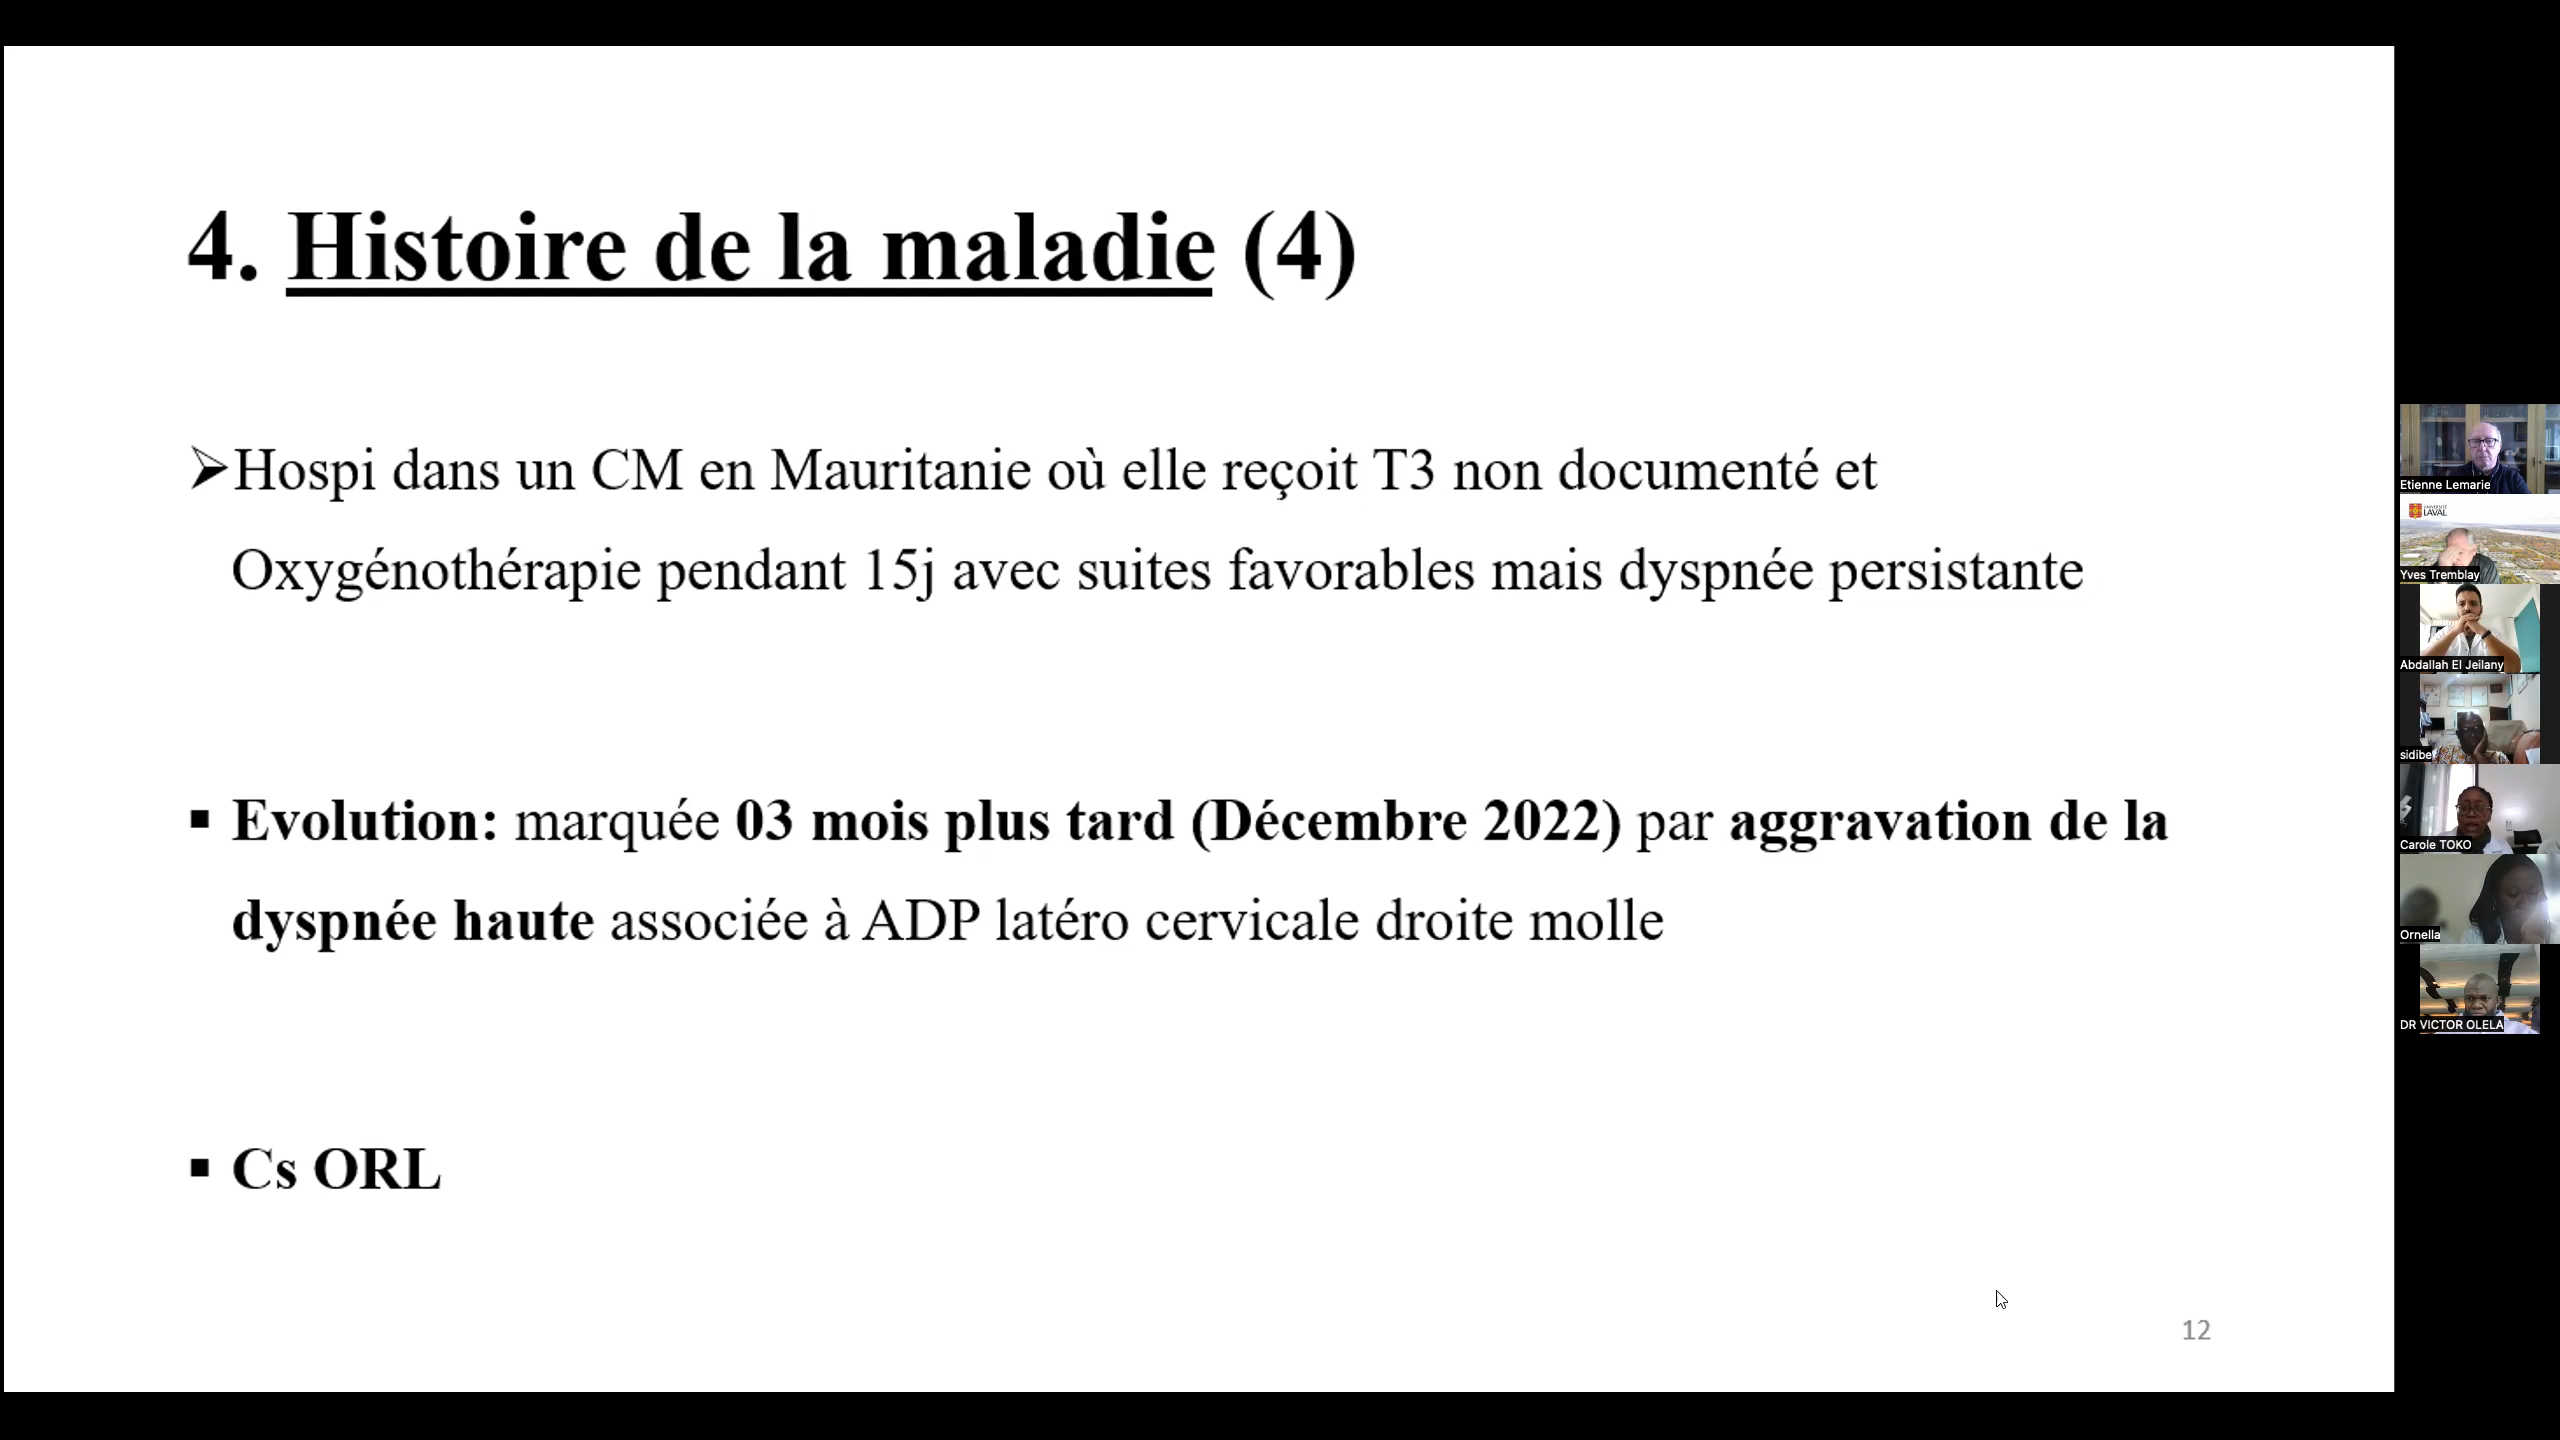 4. Histoire de la maladie (4)
➢Hospi dans un CM en Mauritanie où elle reçoit T3 non documenté et
Oxygénothérapie pendant 15j avec suites favorables mais dyspnée persistante
▪ Evolution: marquée 03 mois plus tard (Décembre 2022) par aggravation de la
dyspnée haute associée à ADP latéro cervicale droite molle
▪ Cs ORL
12
Etienne Lemarie
UNIVERSITÉ
LAVAL
Yves Tremblay
Abdallah El Jeilany
sidibe
Carole TOKO
Ornella
DR VICTOR OLELA